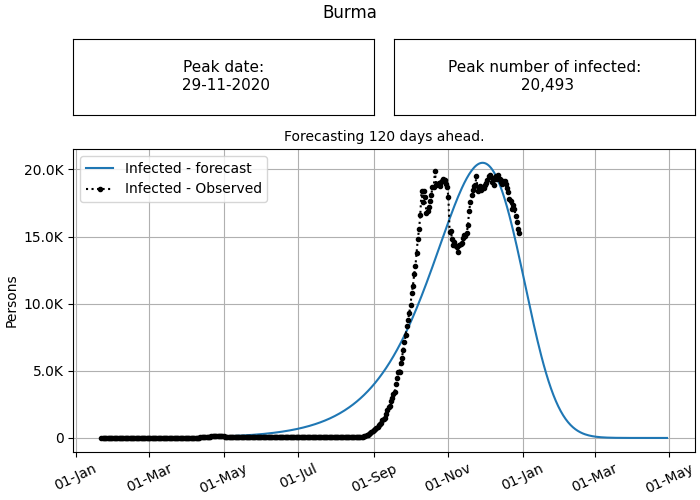 Burma
Peak date:
29-11-2020
Peak number of infected:
20,493
Forecasting 120 days ahead.
Infected - forecast
Infected - Observed
Persons
20.0K
15.0K
10.0K
5.0K
0
01-Jan
01-Mar
01-May
01-Jul
01-Sep
01-Nov
01-Jan
01-Mar
01-May